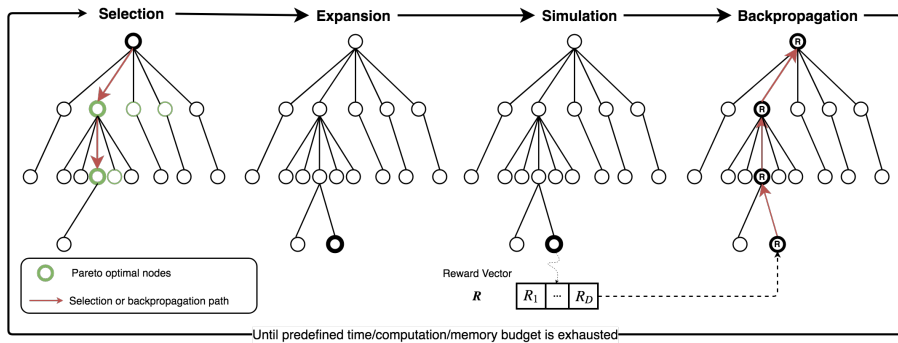 Selection
Expansion
Simulation
Backpropagation
R
R
R
R
Pareto optimal nodes
Selection or backpropagation path
Reward Vector
R
R1 ... RD
Until predefined time/computation/memory budget is exhausted